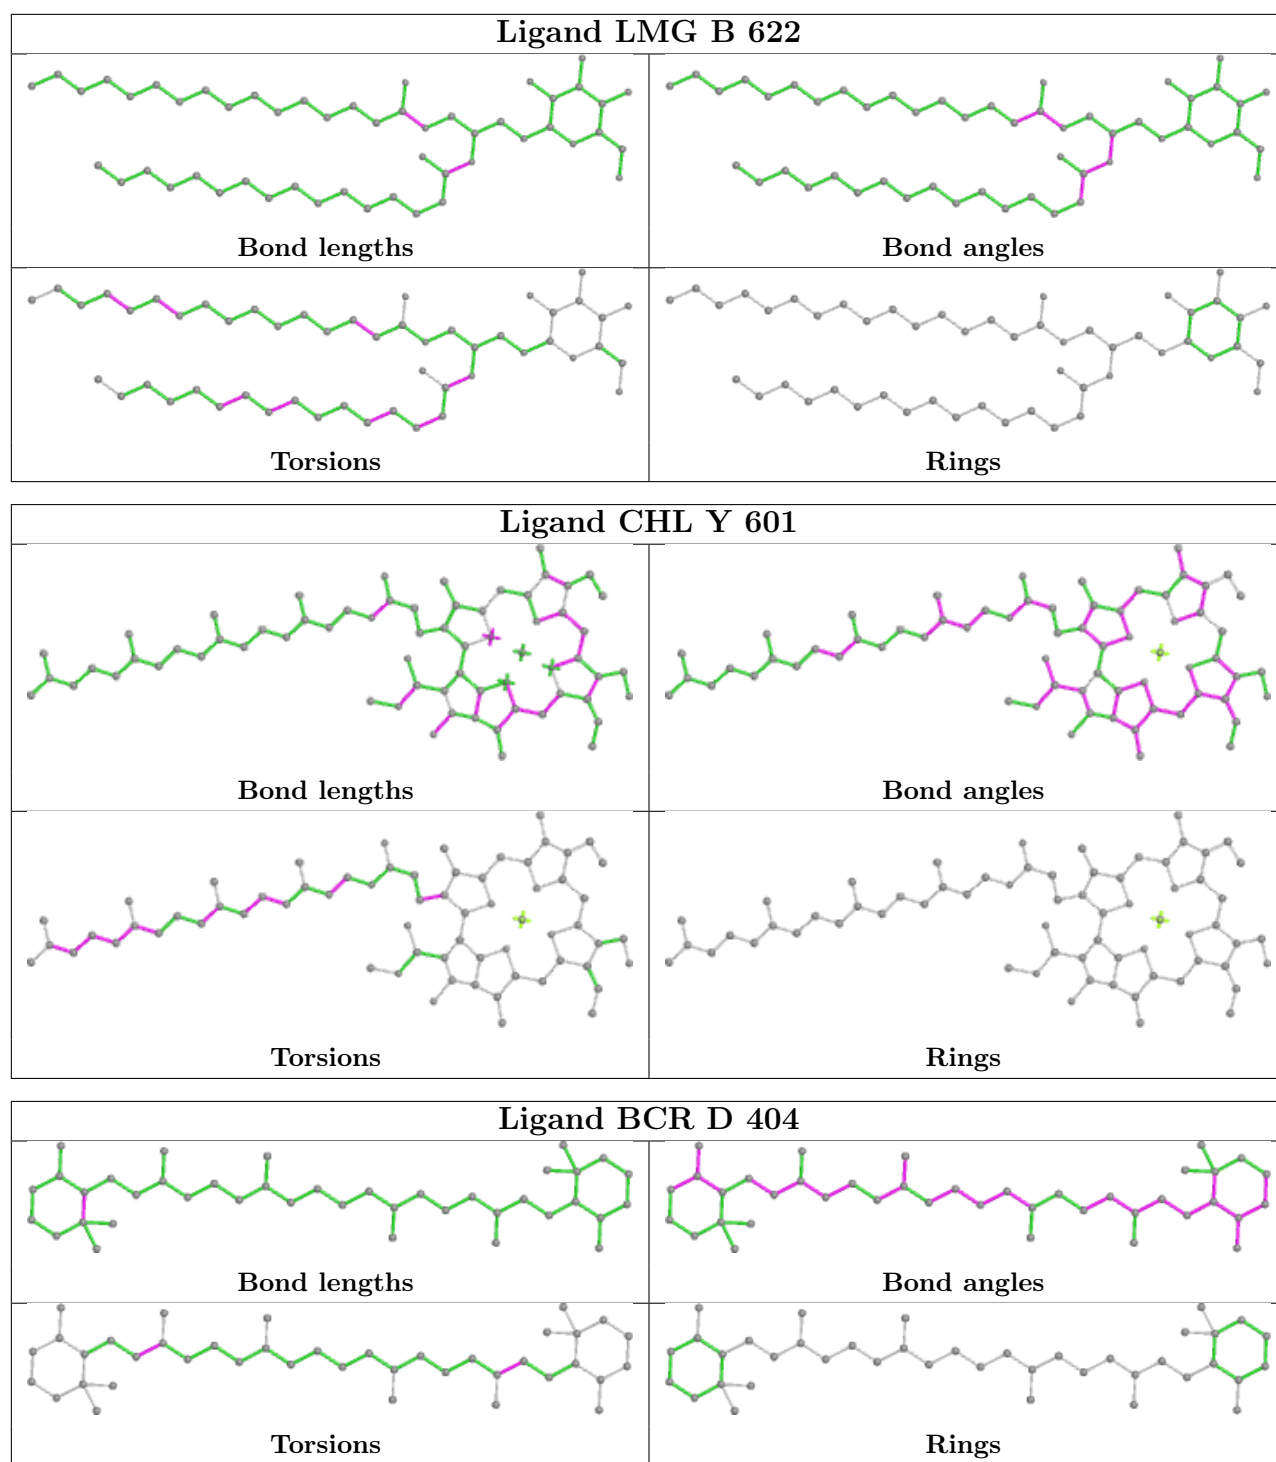 Ligand LMG B 622
Bond lengths
Bond angles
Torsions
Rings
Ligand CHL Y 601
Bond lengths
Bond angles
Torsions
Rings
Ligand BCR D 404
Bond lengths
Bond angles
Torsions
Rings